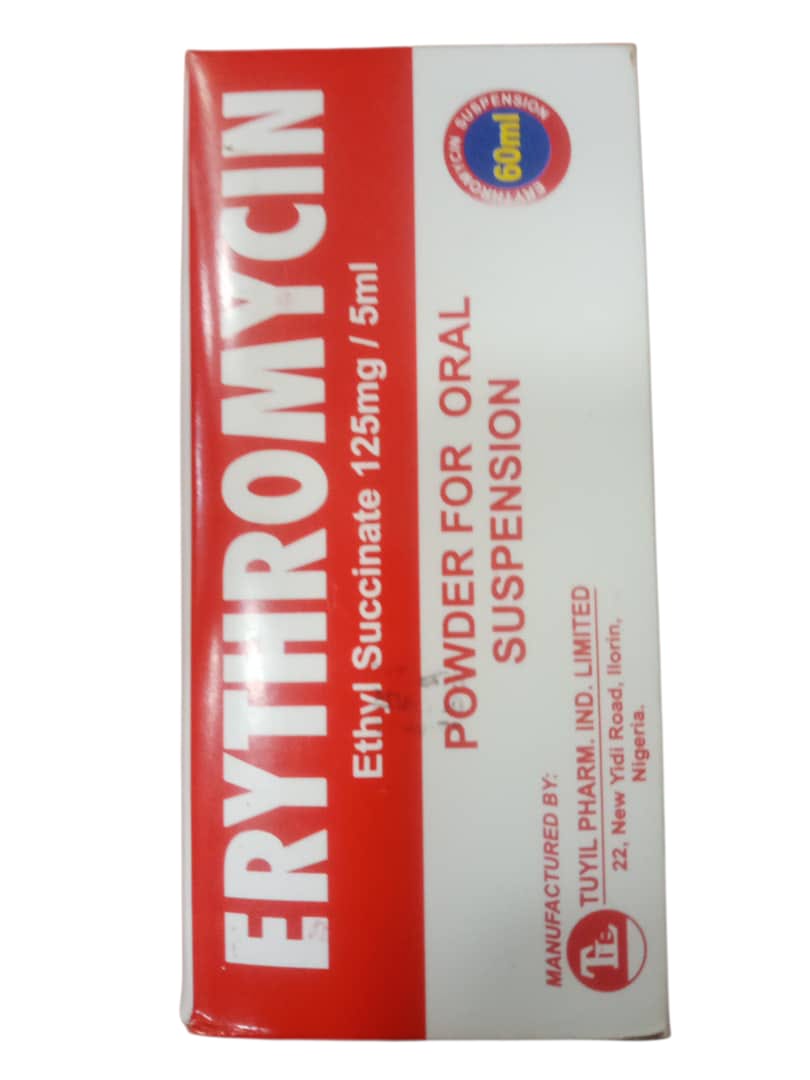 ERYTHROMYCIN
Ethyl Succinate 125mg / 5ml
ERYTHROMYCIN SUSPENSION
60ml
POWDER FOR ORAL
SUSPENSION
MANUFACTURED BY:
TUYIL PHARM. IND. LIMITED
22, New Yidi Road, Ilorin,
Nigeria.